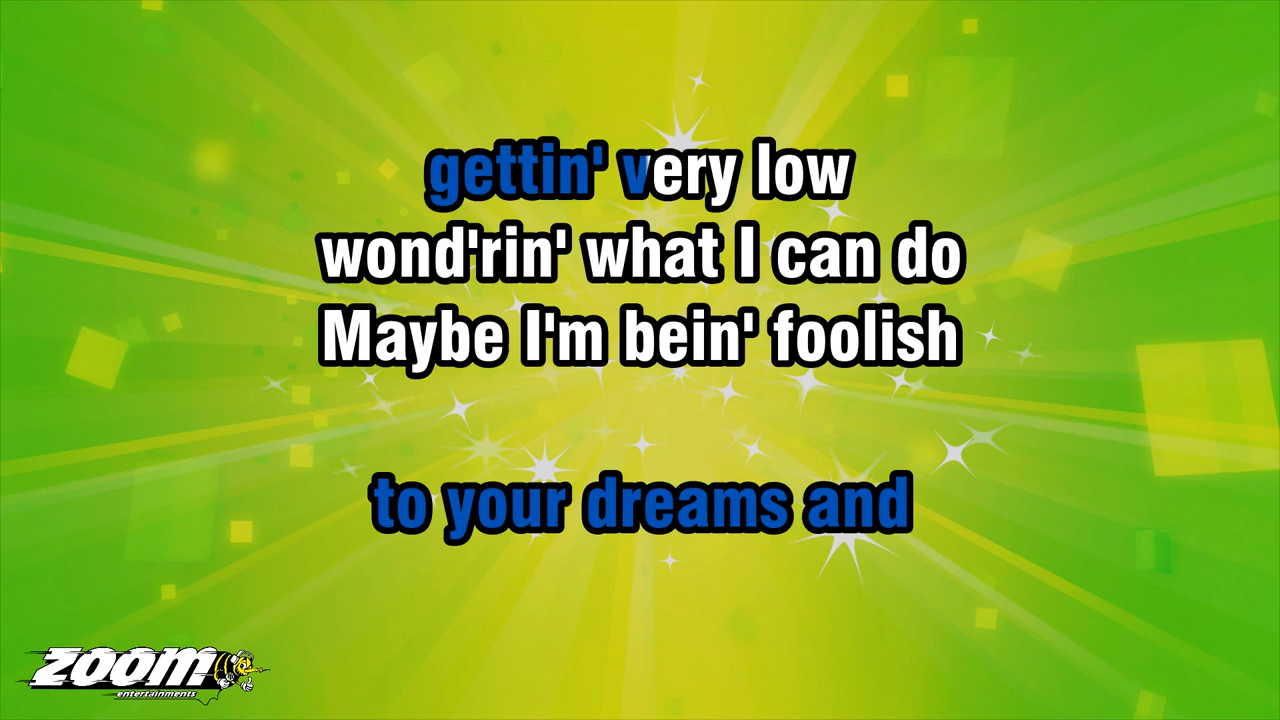 gettin' very low
wond'rin' what I can do
Maybe I'm bein' foolish
to your dreams and
ZOOM
entertainments